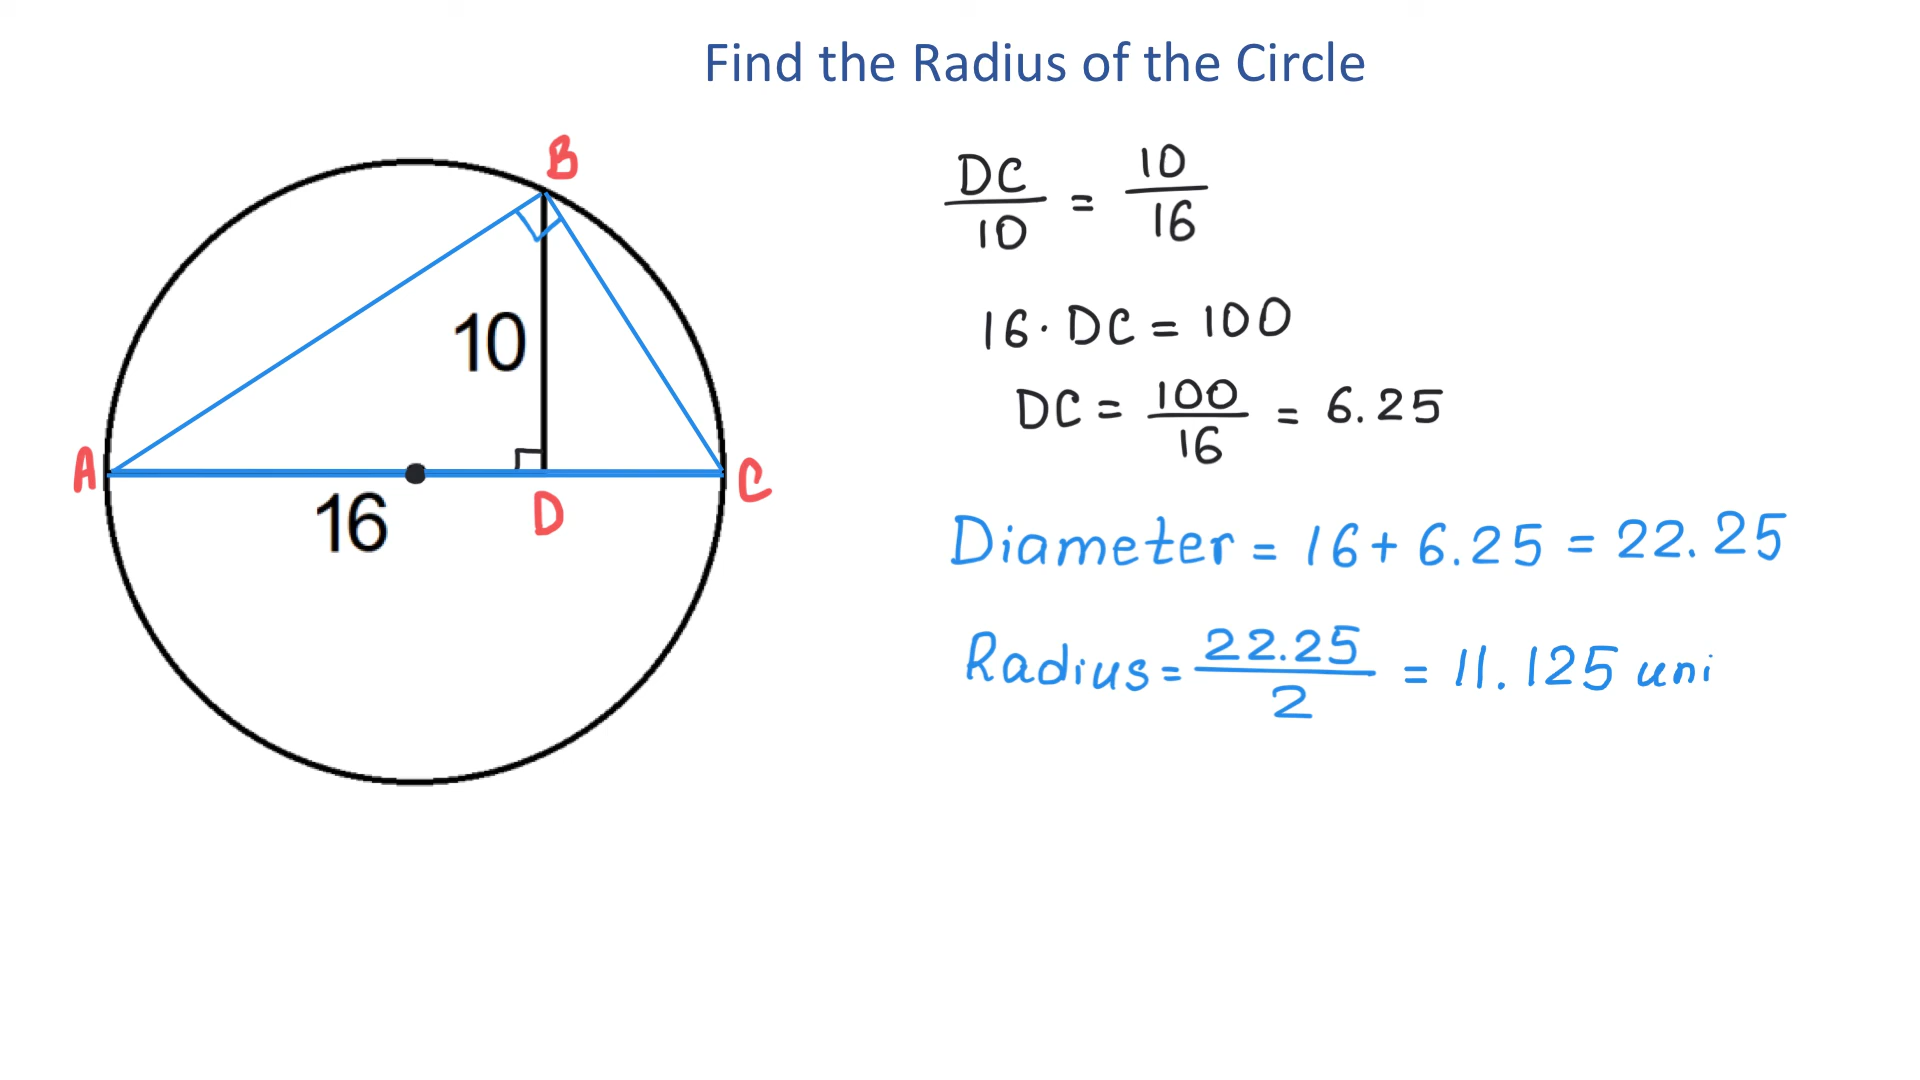 Find the Radius of the Circle
B
10
A
C
16
D
DC/10 = 10/16
16 · DC = 100
DC = 100/16 = 6.25
Diameter = 16 + 6.25 = 22.25
Radius = 22.25/2 = 11.125 uni